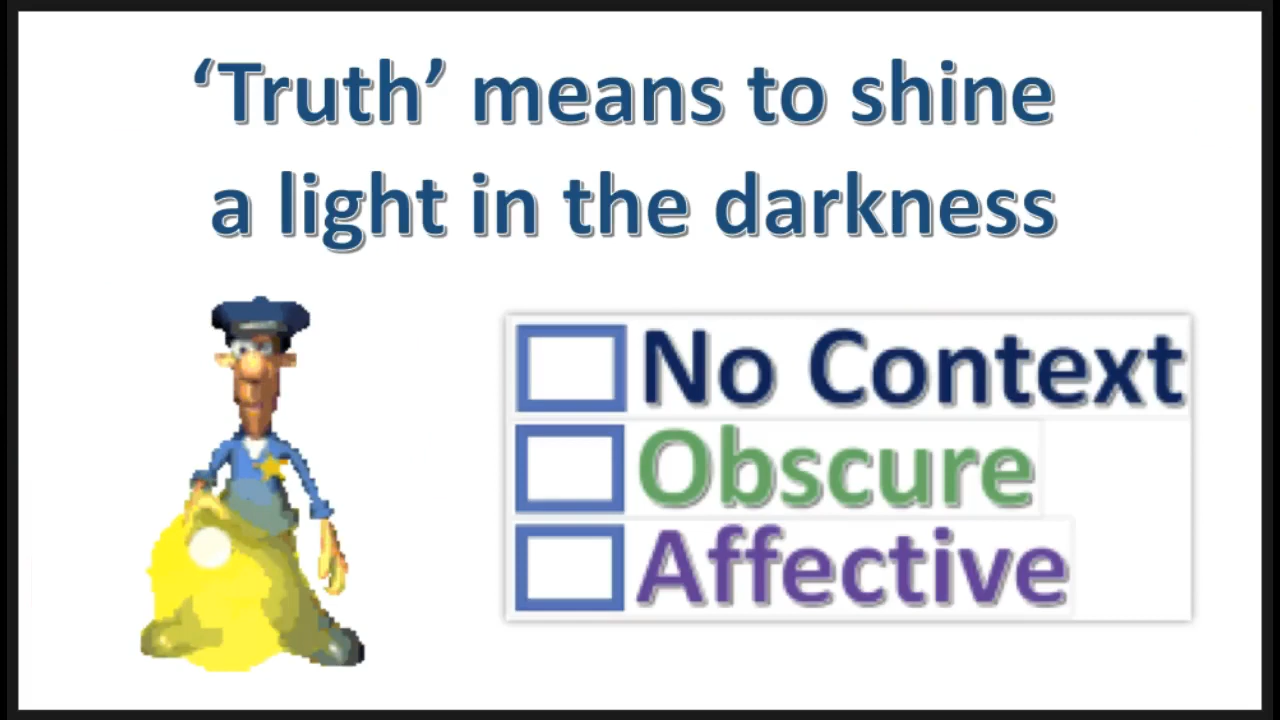 ‘Truth’ means to shine
a light in the darkness
No Context
Obscure
Affective